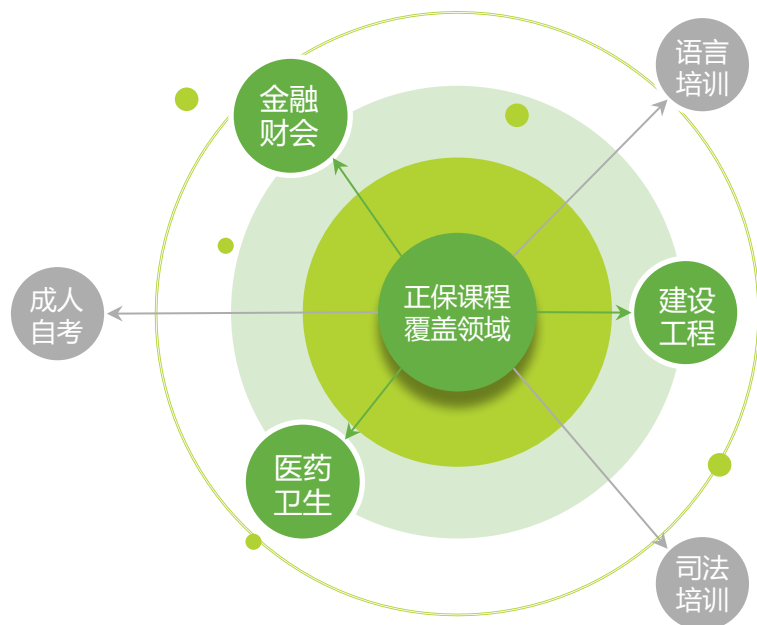 语言
培训
金融
财会
成人
自考
正保课程
覆盖领域
建设
工程
医药
卫生
司法
培训